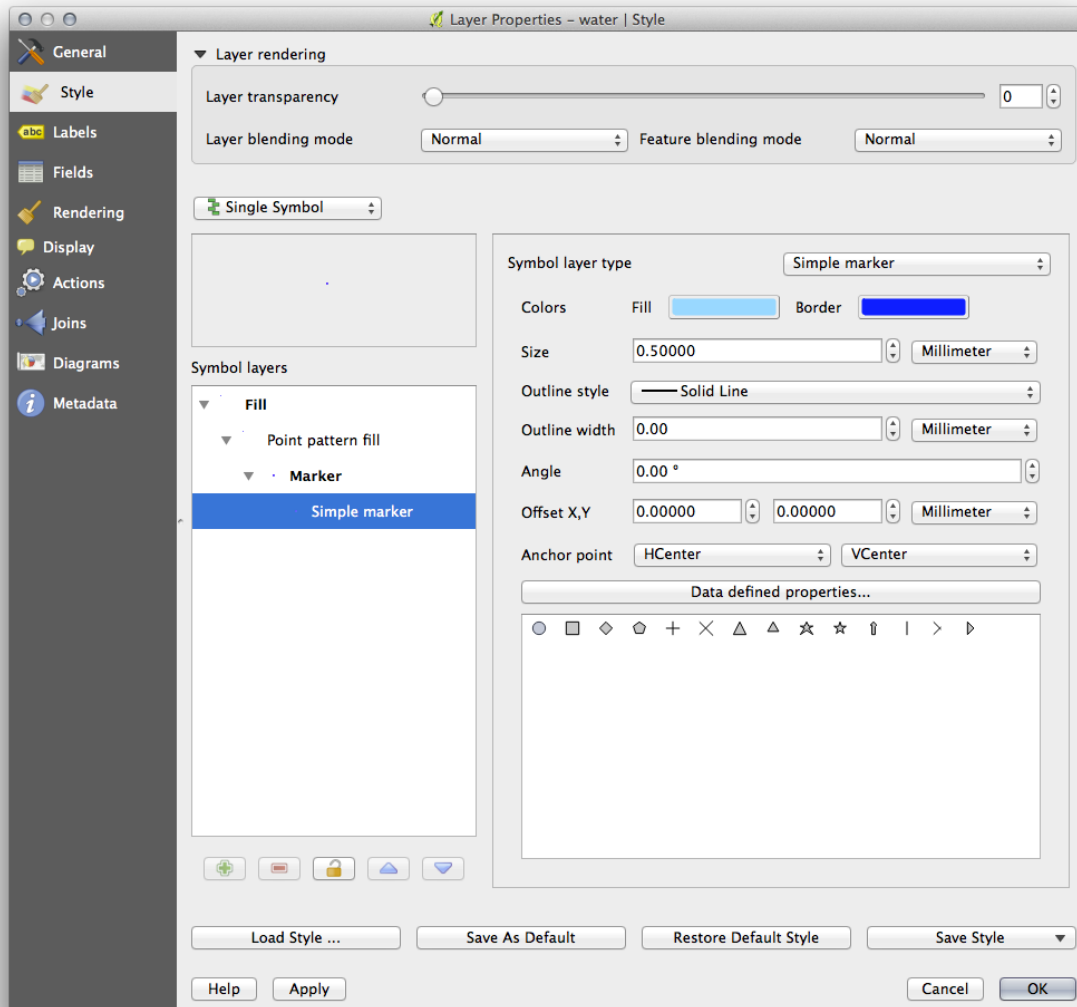 Layer Properties – water | Style
General
Style
abc Labels
Fields
Rendering
Display
Actions
Joins
Diagrams
Metadata
Layer rendering
Layer transparency 0
Layer blending mode Normal Feature blending mode Normal
Single Symbol
Symbol layers
Fill
Point pattern fill
Marker
Simple marker
Symbol layer type Simple marker
Colors Fill Border
Size 0.50000 Millimeter
Outline style Solid Line
Outline width 0.00 Millimeter
Angle 0.00 °
Offset X,Y 0.00000 0.00000 Millimeter
Anchor point HCenter VCenter
Data defined properties...
Load Style ... Save As Default Restore Default Style Save Style
Help Apply Cancel OK